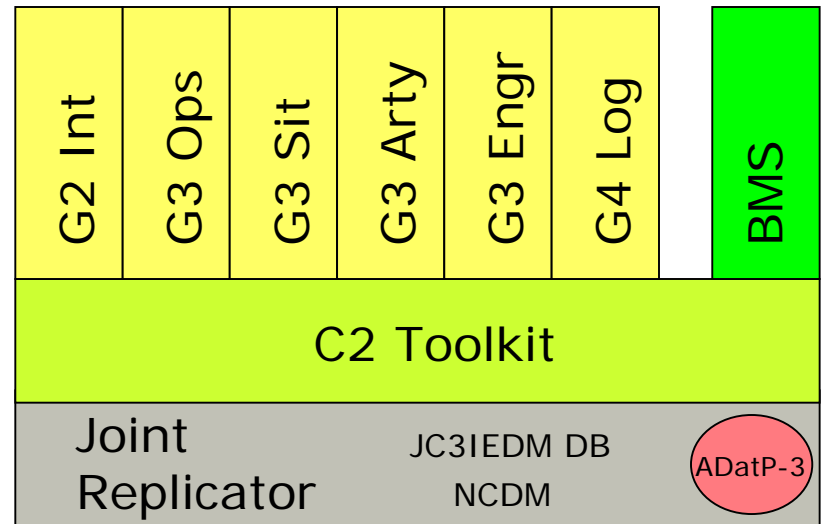 G2 Int
G3 Ops
G3 Sit
G3 Arty
G3 Engr
G4 Log
BMS
C2 Toolkit
Joint
Replicator
JC3IEDM DB
NCDM
ADatP-3